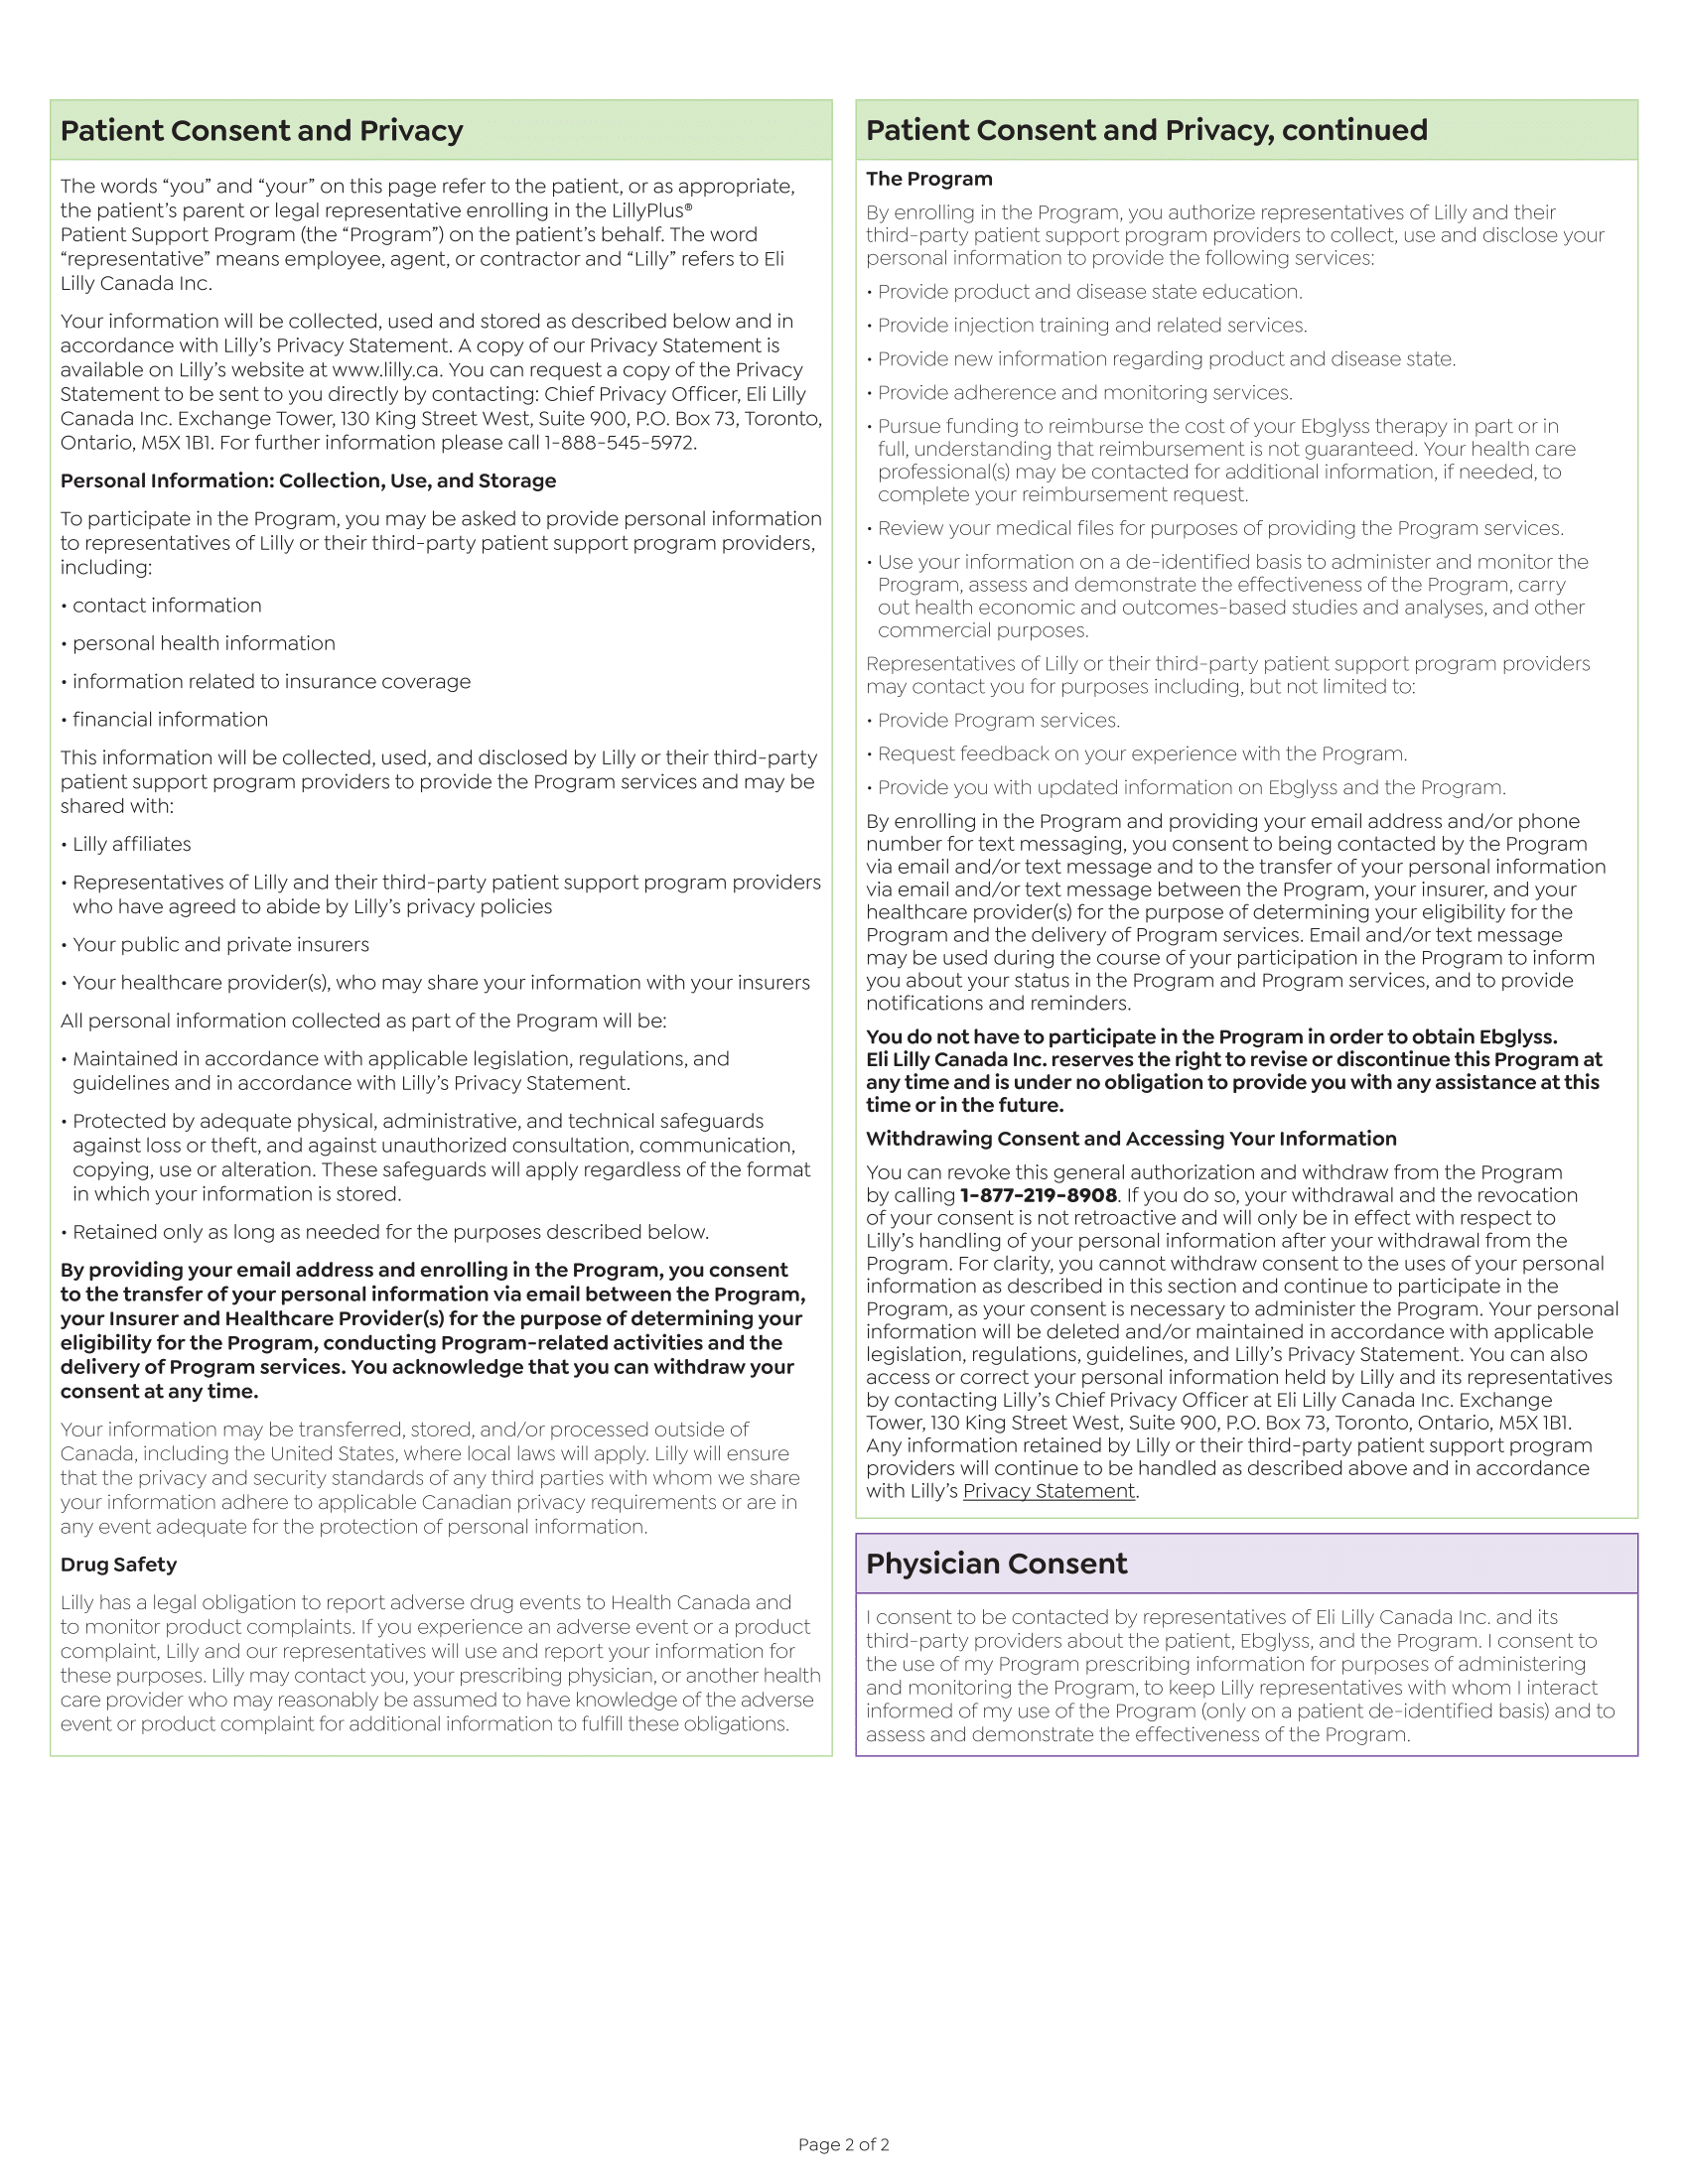 Patient Consent and Privacy
The words “you” and “your” on this page refer to the patient, or as appropriate,
the patient’s parent or legal representative enrolling in the LillyPlus®
Patient Support Program (the “Program”) on the patient’s behalf. The word
“representative” means employee, agent, or contractor and “Lilly” refers to Eli
Lilly Canada Inc.
Your information will be collected, used and stored as described below and in
accordance with Lilly’s Privacy Statement. A copy of our Privacy Statement is
available on Lilly’s website at www.lilly.ca. You can request a copy of the Privacy
Statement to be sent to you directly by contacting: Chief Privacy Officer, Eli Lilly
Canada Inc. Exchange Tower, 130 King Street West, Suite 900, P.O. Box 73, Toronto,
Ontario, M5X 1B1. For further information please call 1-888-545-5972.
Personal Information: Collection, Use, and Storage
To participate in the Program, you may be asked to provide personal information
to representatives of Lilly or their third-party patient support program providers,
including:
• contact information
• personal health information
• information related to insurance coverage
• financial information
This information will be collected, used, and disclosed by Lilly or their third-party
patient support program providers to provide the Program services and may be
shared with:
• Lilly affiliates
• Representatives of Lilly and their third-party patient support program providers
who have agreed to abide by Lilly’s privacy policies
• Your public and private insurers
• Your healthcare provider(s), who may share your information with your insurers
All personal information collected as part of the Program will be:
• Maintained in accordance with applicable legislation, regulations, and
guidelines and in accordance with Lilly’s Privacy Statement.
• Protected by adequate physical, administrative, and technical safeguards
against loss or theft, and against unauthorized consultation, communication,
copying, use or alteration. These safeguards will apply regardless of the format
in which your information is stored.
• Retained only as long as needed for the purposes described below.
By providing your email address and enrolling in the Program, you consent
to the transfer of your personal information via email between the Program,
your Insurer and Healthcare Provider(s) for the purpose of determining your
eligibility for the Program, conducting Program-related activities and the
delivery of Program services. You acknowledge that you can withdraw your
consent at any time.
Your information may be transferred, stored, and/or processed outside of
Canada, including the United States, where local laws will apply. Lilly will ensure
that the privacy and security standards of any third parties with whom we share
your information adhere to applicable Canadian privacy requirements or are in
any event adequate for the protection of personal information.
Drug Safety
Lilly has a legal obligation to report adverse drug events to Health Canada and
to monitor product complaints. If you experience an adverse event or a product
complaint, Lilly and our representatives will use and report your information for
these purposes. Lilly may contact you, your prescribing physician, or another health
care provider who may reasonably be assumed to have knowledge of the adverse
event or product complaint for additional information to fulfill these obligations.
Patient Consent and Privacy, continued
The Program
By enrolling in the Program, you authorize representatives of Lilly and their
third-party patient support program providers to collect, use and disclose your
personal information to provide the following services:
• Provide product and disease state education.
• Provide injection training and related services.
• Provide new information regarding product and disease state.
• Provide adherence and monitoring services.
• Pursue funding to reimburse the cost of your Ebglyss therapy in part or in
full, understanding that reimbursement is not guaranteed. Your health care
professional(s) may be contacted for additional information, if needed, to
complete your reimbursement request.
• Review your medical files for purposes of providing the Program services.
• Use your information on a de-identified basis to administer and monitor the
Program, assess and demonstrate the effectiveness of the Program, carry
out health economic and outcomes-based studies and analyses, and other
commercial purposes.
Representatives of Lilly or their third-party patient support program providers
may contact you for purposes including, but not limited to:
• Provide Program services.
• Request feedback on your experience with the Program.
• Provide you with updated information on Ebglyss and the Program.
By enrolling in the Program and providing your email address and/or phone
number for text messaging, you consent to being contacted by the Program
via email and/or text message and to the transfer of your personal information
via email and/or text message between the Program, your insurer, and your
healthcare provider(s) for the purpose of determining your eligibility for the
Program and the delivery of Program services. Email and/or text message
may be used during the course of your participation in the Program to inform
you about your status in the Program and Program services, and to provide
notifications and reminders.
You do not have to participate in the Program in order to obtain Ebglyss.
Eli Lilly Canada Inc. reserves the right to revise or discontinue this Program at
any time and is under no obligation to provide you with any assistance at this
time or in the future.
Withdrawing Consent and Accessing Your Information
You can revoke this general authorization and withdraw from the Program
by calling 1-877-219-8908. If you do so, your withdrawal and the revocation
of your consent is not retroactive and will only be in effect with respect to
Lilly’s handling of your personal information after your withdrawal from the
Program. For clarity, you cannot withdraw consent to the uses of your personal
information as described in this section and continue to participate in the
Program, as your consent is necessary to administer the Program. Your personal
information will be deleted and/or maintained in accordance with applicable
legislation, regulations, guidelines, and Lilly’s Privacy Statement. You can also
access or correct your personal information held by Lilly and its representatives
by contacting Lilly’s Chief Privacy Officer at Eli Lilly Canada Inc. Exchange
Tower, 130 King Street West, Suite 900, P.O. Box 73, Toronto, Ontario, M5X 1B1.
Any information retained by Lilly or their third-party patient support program
providers will continue to be handled as described above and in accordance
with Lilly’s Privacy Statement.
Physician Consent
I consent to be contacted by representatives of Eli Lilly Canada Inc. and its
third-party providers about the patient, Ebglyss, and the Program. I consent to
the use of my Program prescribing information for purposes of administering
and monitoring the Program, to keep Lilly representatives with whom I interact
informed of my use of the Program (only on a patient de-identified basis) and to
assess and demonstrate the effectiveness of the Program.
Page 2 of 2